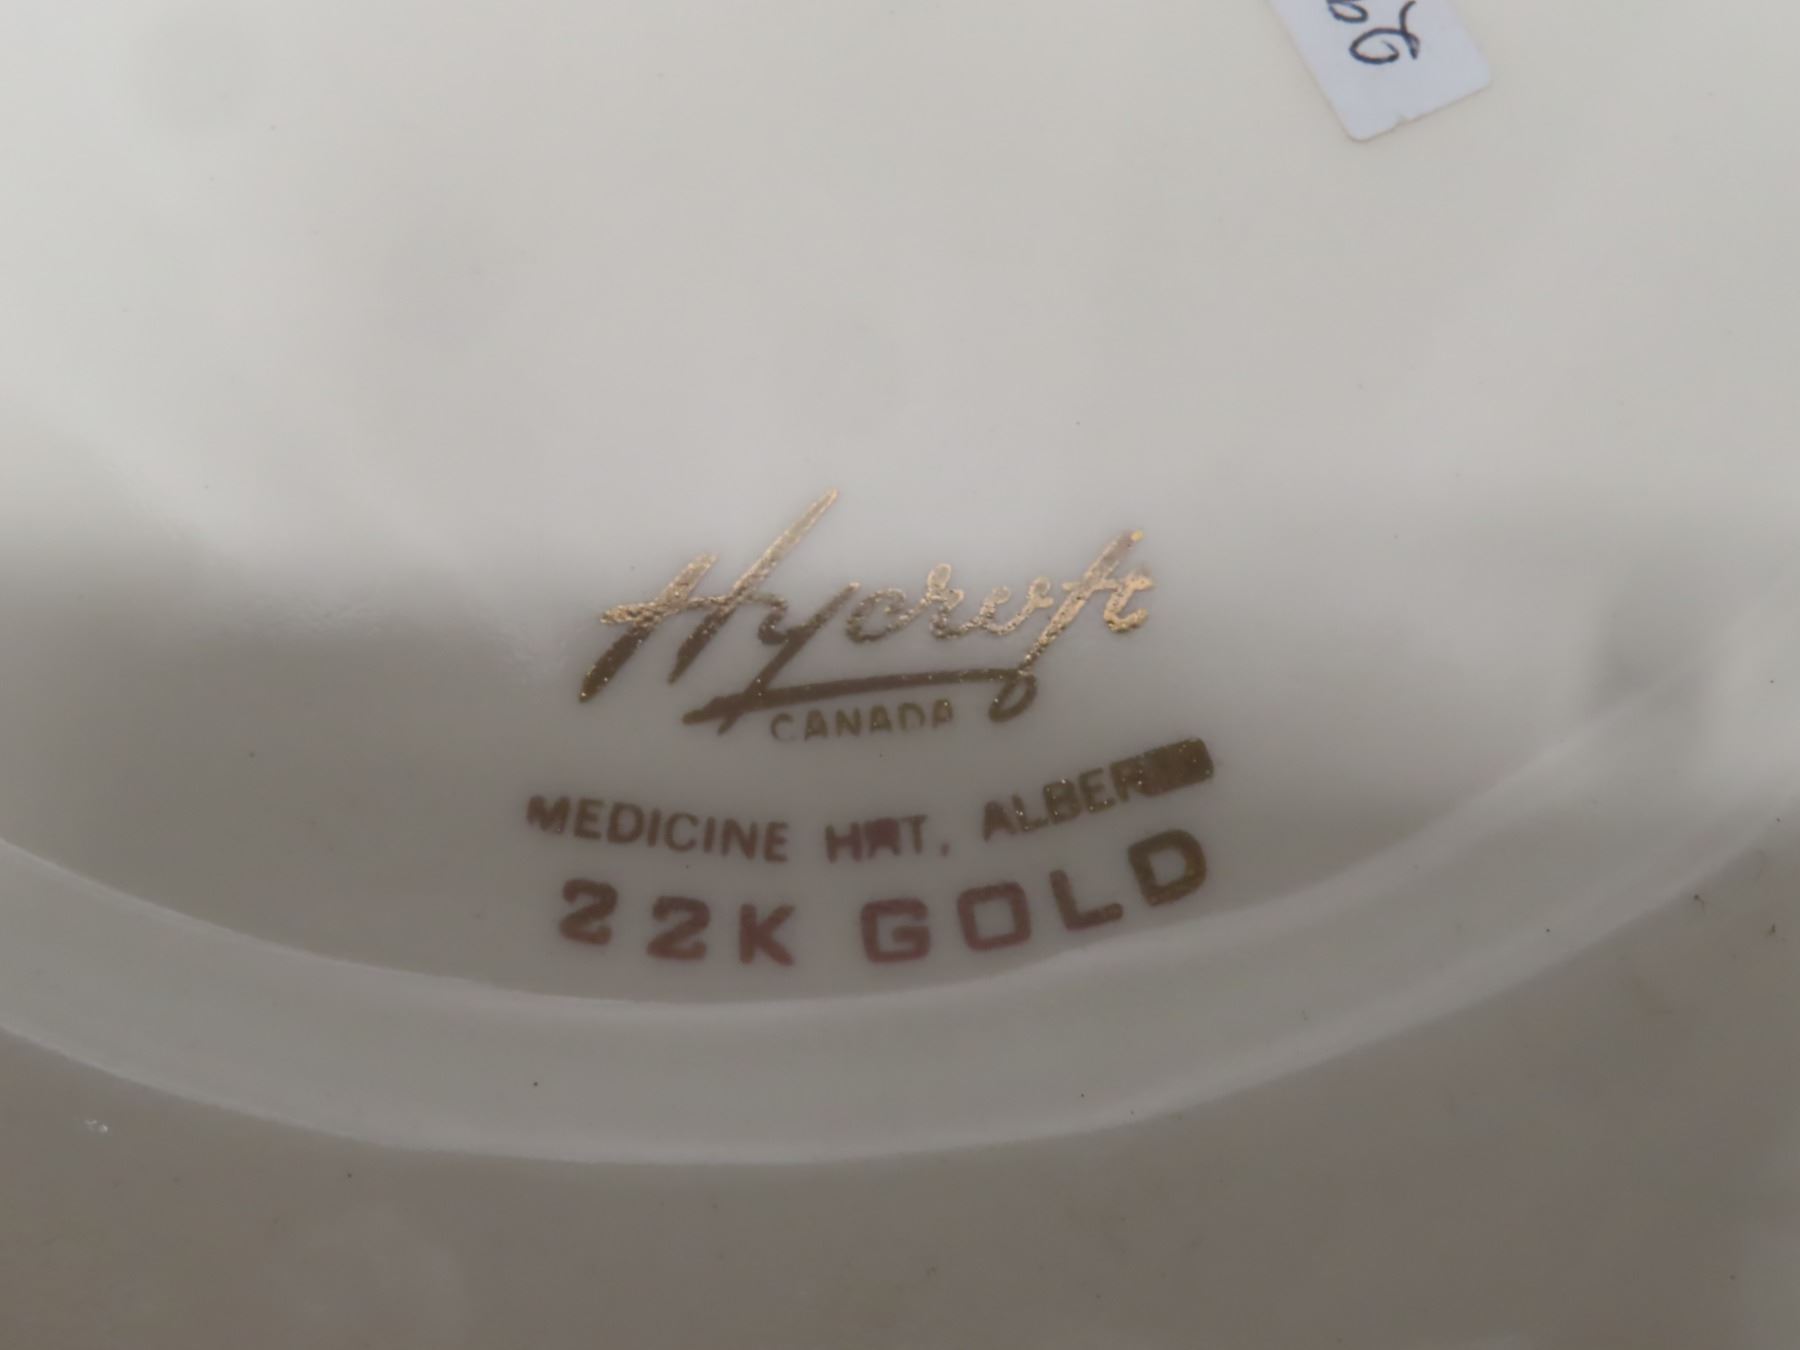 Hycroft
CANADA
MEDICINE HAT, ALBER
22K GOLD